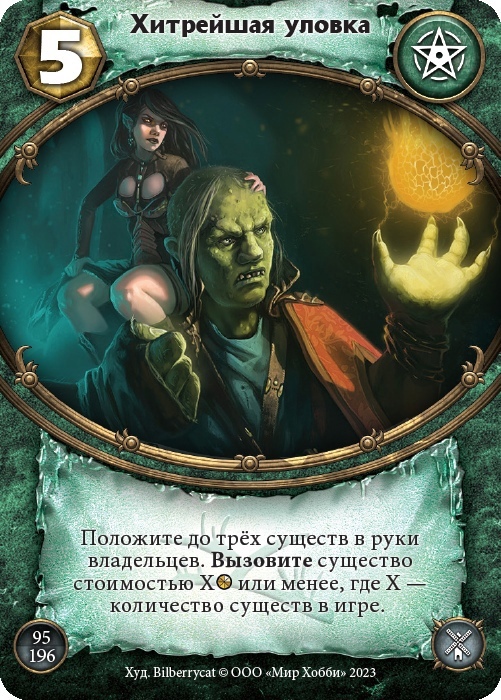 Хитрейшая уловка
5
Положите до трёх существ в руки
владельцев. Вызовите существо
стоимостью X или менее, где X —
количество существ в игре.
95
196
Худ. Bilberrycat © ООО «Мир Хобби» 2023